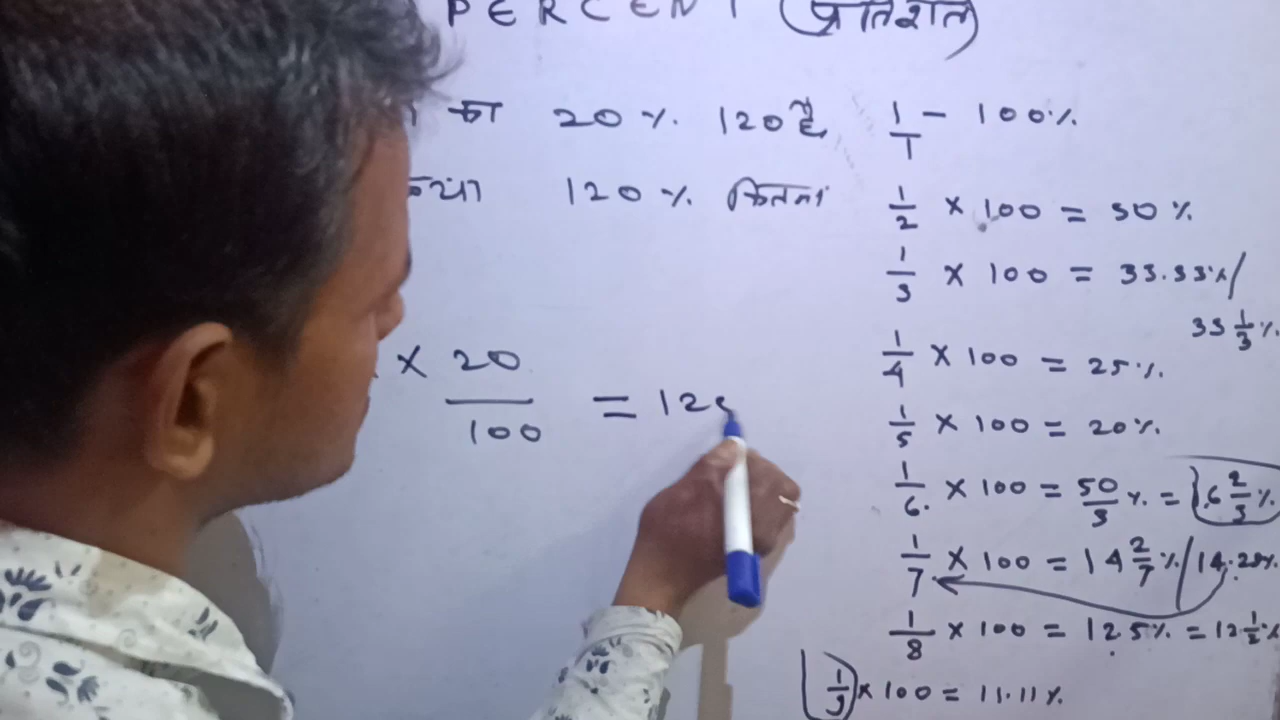 PERCENT (प्रतिशत)
का 20% 120 है
120% कितना
× 20/100 = 120
1/1 - 100%
1/2 × 100 = 50%
1/3 × 100 = 33.33%/
33 1/3 %
1/4 × 100 = 25%
1/5 × 100 = 20%
1/6 × 100 = 50/3 % = 16 2/3 %
1/7 × 100 = 14 2/7 % / 14.28%
1/8 × 100 = 12.5% = 12 1/2 %
1/9 × 100 = 11.11%